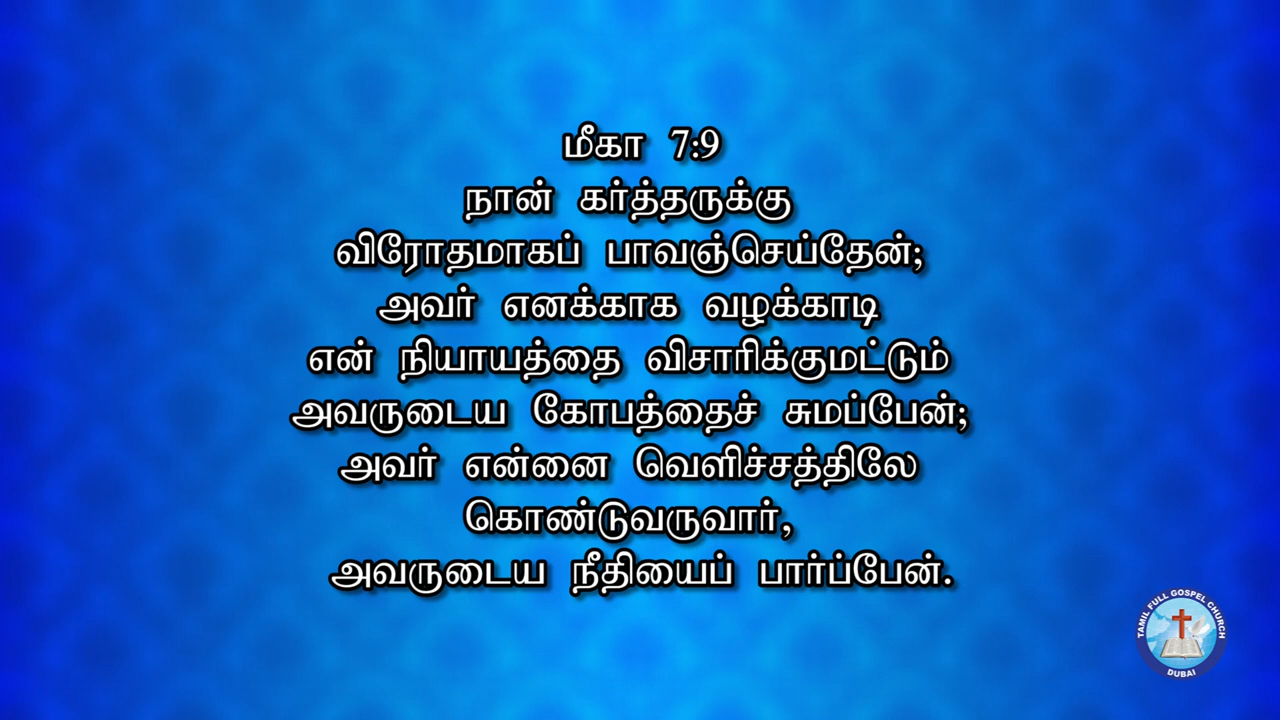 மீகா 7:9
நான் கர்த்தருக்கு
விரோதமாகப் பாவஞ்செய்தேன்;
அவர் எனக்காக வழக்காடி
என் நியாயத்தை விசாரிக்குமட்டும்
அவருடைய கோபத்தைச் சுமப்பேன்;
அவர் என்னை வெளிச்சத்திலே
கொண்டுவருவார்,
அவருடைய நீதியைப் பார்ப்பேன்.
TAMIL FULL GOSPEL CHURCH
DUBAI